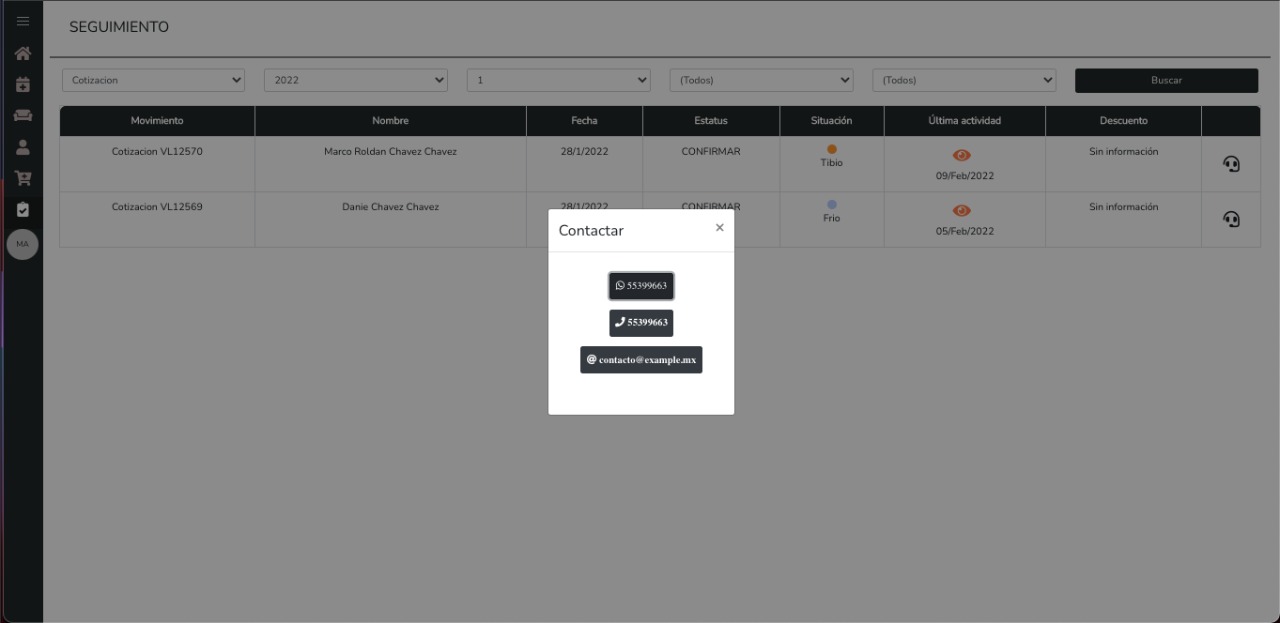 SEGUIMIENTO
Cotizacion 2022 1 (Todos) (Todos) Buscar
Movimiento Nombre Fecha Estatus Situación Última actividad Descuento
Cotizacion VL12570 Marco Roldan Chavez Chavez 28/1/2022 CONFIRMAR Tibio 09/Feb/2022 Sin información
Cotizacion VL12569 Danie Chavez Chavez 28/1/2022 CONFIRMAR Frio 05/Feb/2022 Sin información
MA
Contactar ×
55399663
55399663
contacto@example.mx